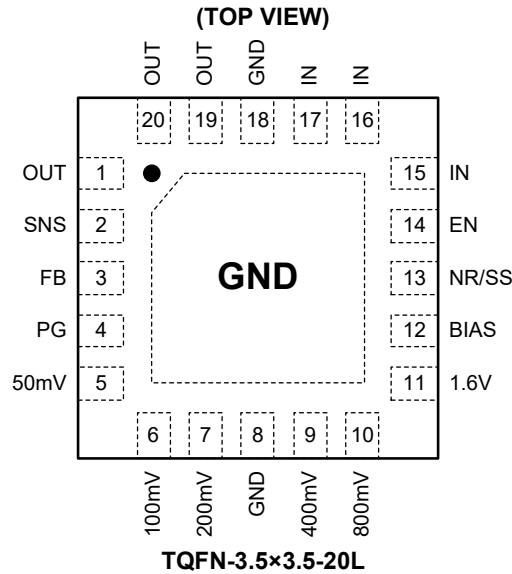 (TOP VIEW)
OUT OUT GND IN IN
20 19 18 17 16
OUT 1 15 IN
SNS 2 14 EN
FB 3 GND 13 NR/SS
PG 4 12 BIAS
50mV 5 11 1.6V
6 7 8 9 10
100mV 200mV GND 400mV 800mV
TQFN-3.5×3.5-20L